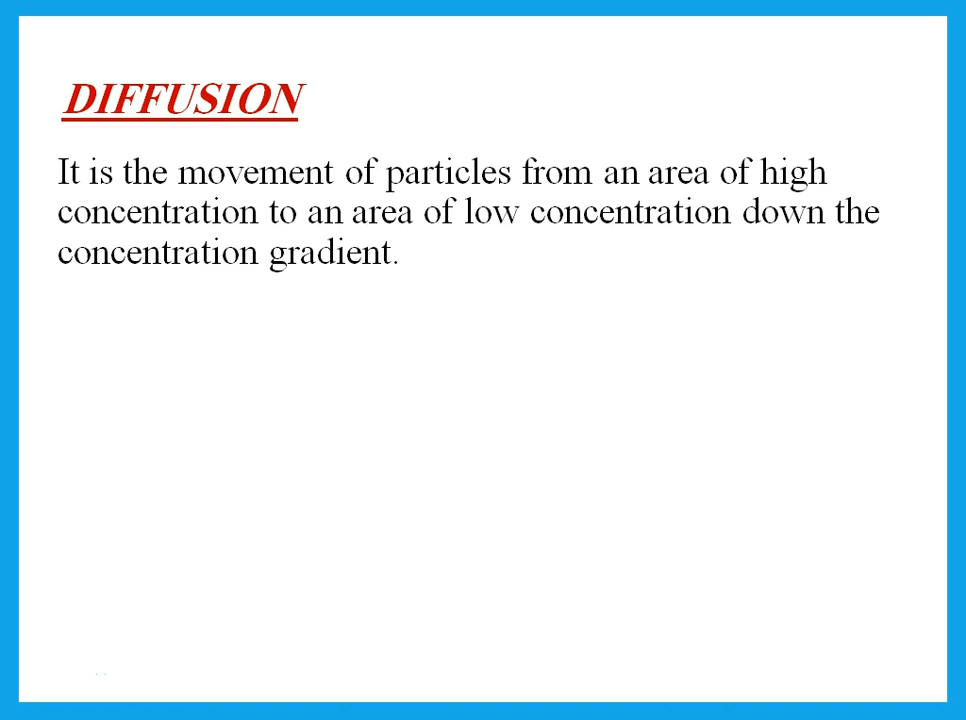 DIFFUSION
It is the movement of particles from an area of high
concentration to an area of low concentration down the
concentration gradient.